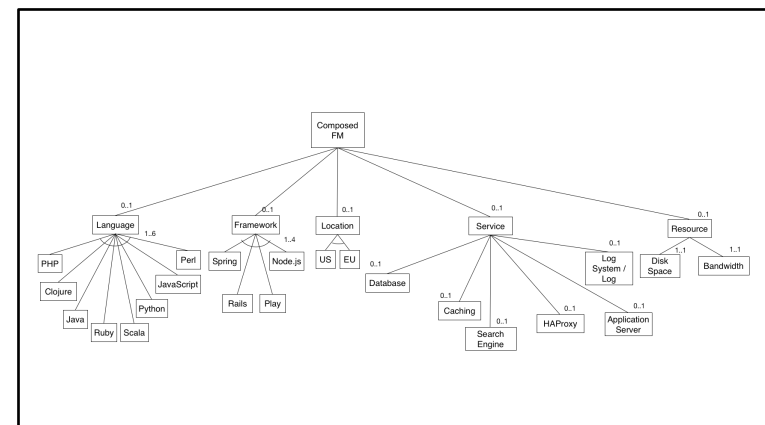 Composed
FM
0..1
0..1
0..1
0..1
0..1
Language
Framework
Location
Service
Resource
1..6
1..4
PHP
Clojure
Java
Ruby
Scala
Python
JavaScript
Perl
Spring
Rails
Play
Node.js
US
EU
0..1
Database
0..1
Caching
0..1
Search
Engine
0..1
HAProxy
0..1
Application
Server
0..1
Log
System /
Log
1..1
Disk
Space
1..1
Bandwidth